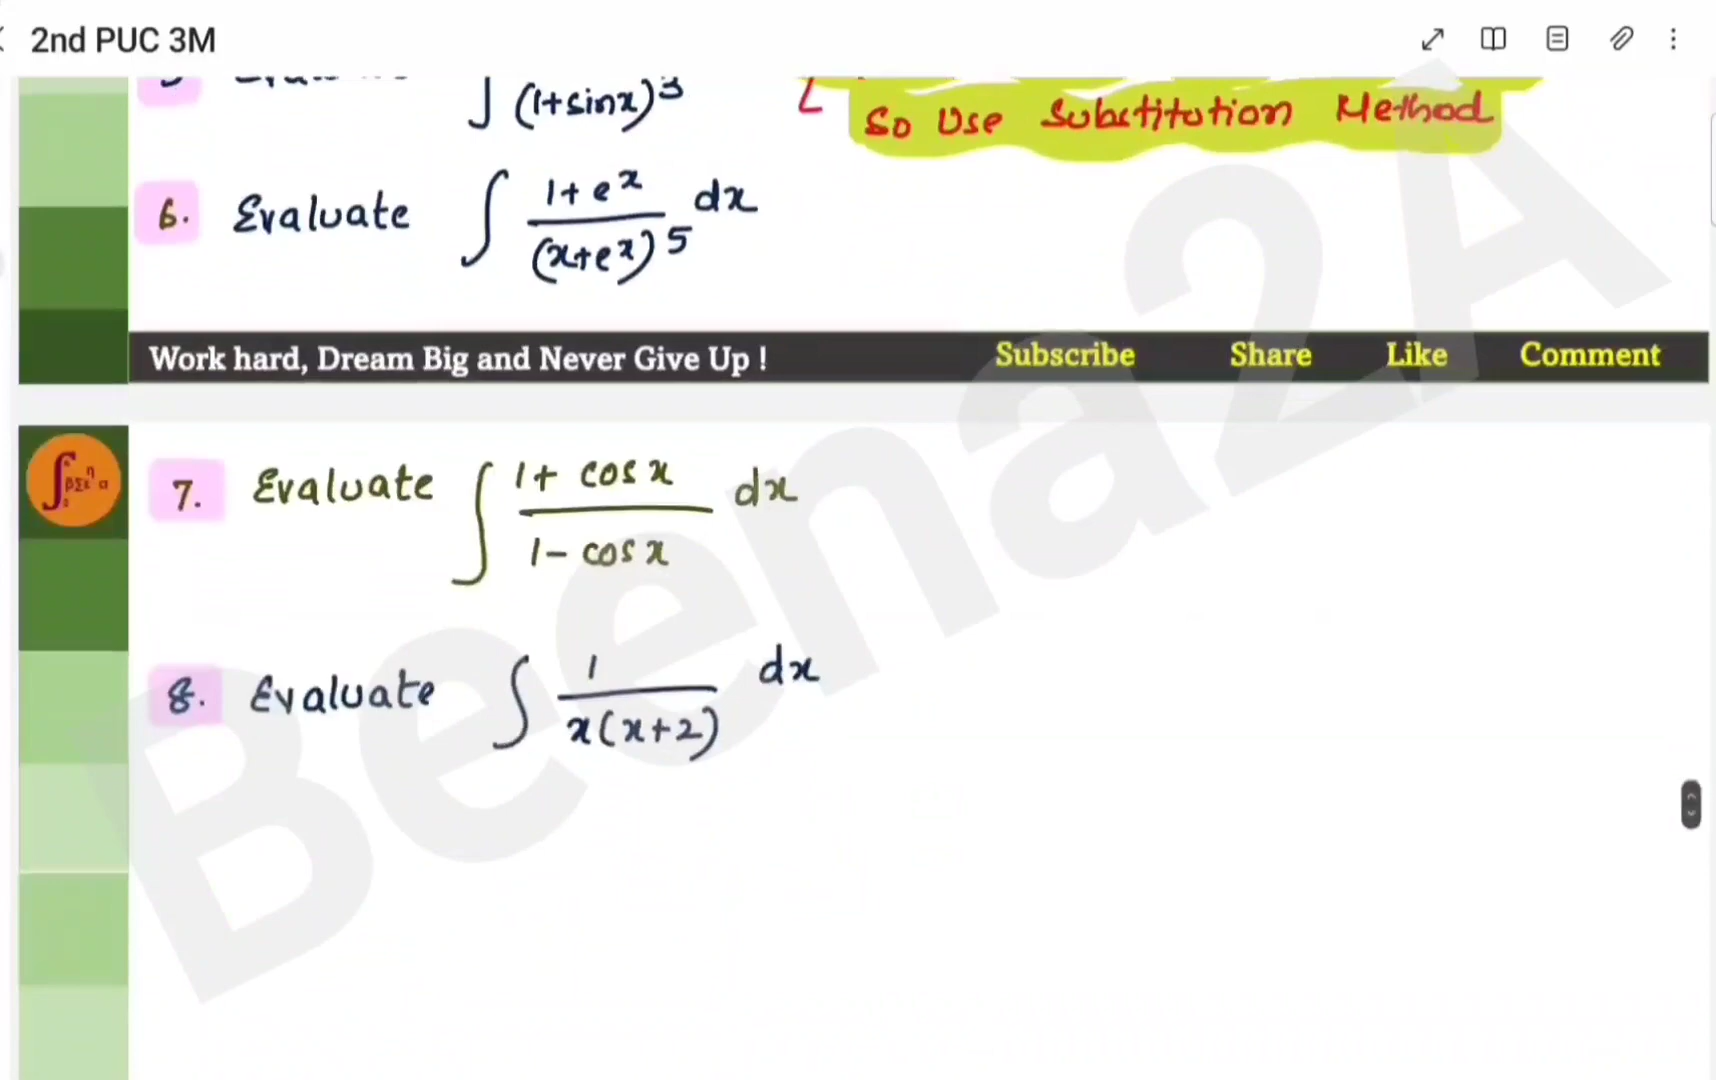 2nd PUC 3M
∫ (1+sinx)³
So Use Substitution Method
6. Evaluate ∫ 1+eˣ / (x+eˣ)⁵ dx
Work hard, Dream Big and Never Give Up ! Subscribe Share Like Comment
7. Evaluate ∫ 1+ cosx / 1- cosx dx
8. Evaluate ∫ 1 / x(x+2) dx
Beena2A